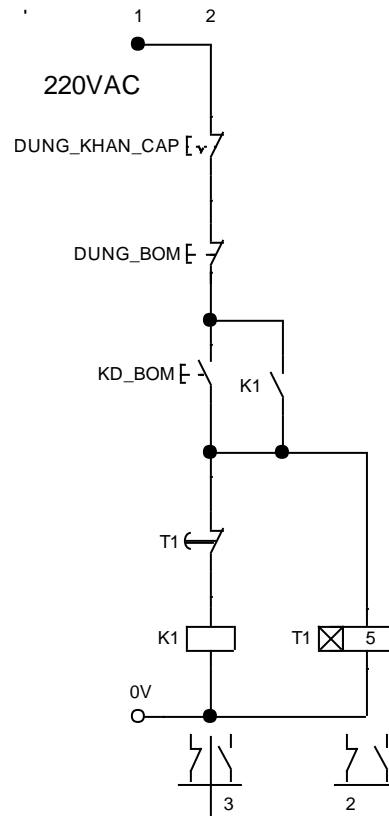 1 2
220VAC
DUNG_KHAN_CAP
DUNG_BOM
KD_BOM K1
T1
K1 T1 5
0V
3 2